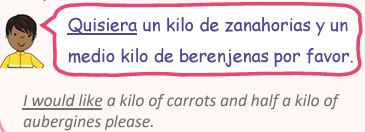 Quisiera un kilo de zanahorias y un
medio kilo de berenjenas por favor.
I would like a kilo of carrots and half a kilo of
aubergines please.